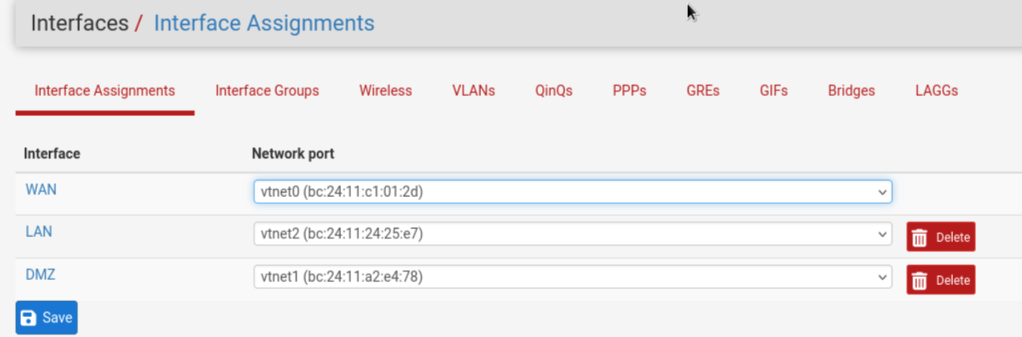 Interfaces / Interface Assignments
Interface Assignments Interface Groups Wireless VLANs QinQs PPPs GREs GIFs Bridges LAGGs
Interface Network port
WAN vtnet0 (bc:24:11:c1:01:2d)
LAN vtnet2 (bc:24:11:24:25:e7) Delete
DMZ vtnet1 (bc:24:11:a2:e4:78) Delete
Save